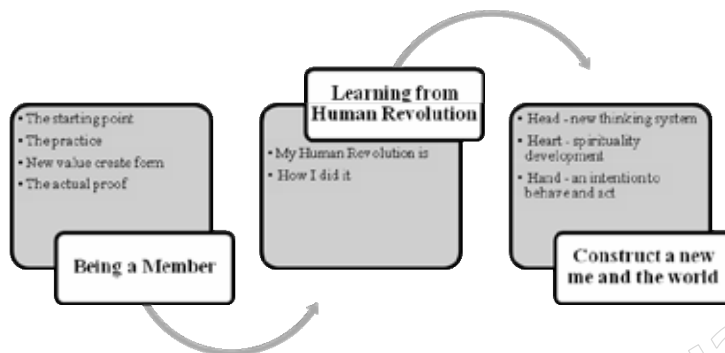 • The starting point
• The practice
• New value create form
• The actual proof
Being a Member
Learning from
Human Revolution
• My Human Revolution is
• How I did it
• Head - new thinking system
• Heart - spirituality
development
• Hand - an intention to
behave and act
Construct a new
me and the world